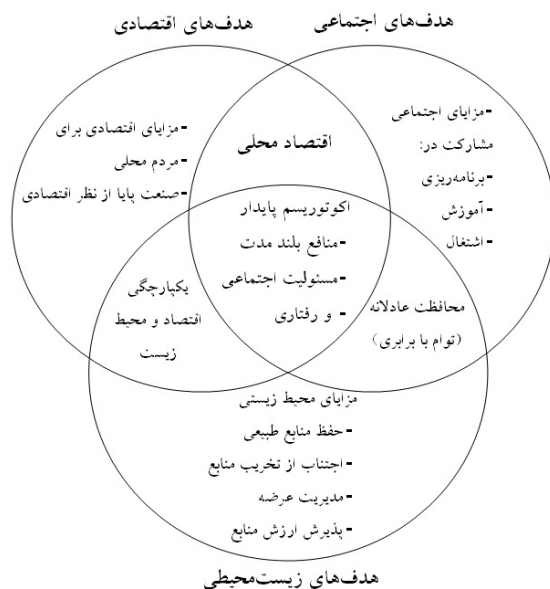 هدف‌های اجتماعی
هدف‌های اقتصادی
-مزایای اجتماعی
مشارکت در:
-برنامه‌ریزی
-آموزش
-اشتغال
اقتصاد محلی
-مزایای اقتصادی برای
-مردم محلی
-صنعت پایا از نظر اقتصادی
اکوتوریسم پایدار
-منافع بلند مدت
-مسئولیت اجتماعی
- و رفتاری
محافظت عادلانه
(توام با برابری)
یکپارچگی
اقتصاد و محیط
زیست
مزایای محیط زیستی
-حفظ منابع طبیعی
-اجتناب از تخریب منابع
-مدیریت عرضه
-پذیرش ارزش منابع
هدف‌های زیست‌محیطی